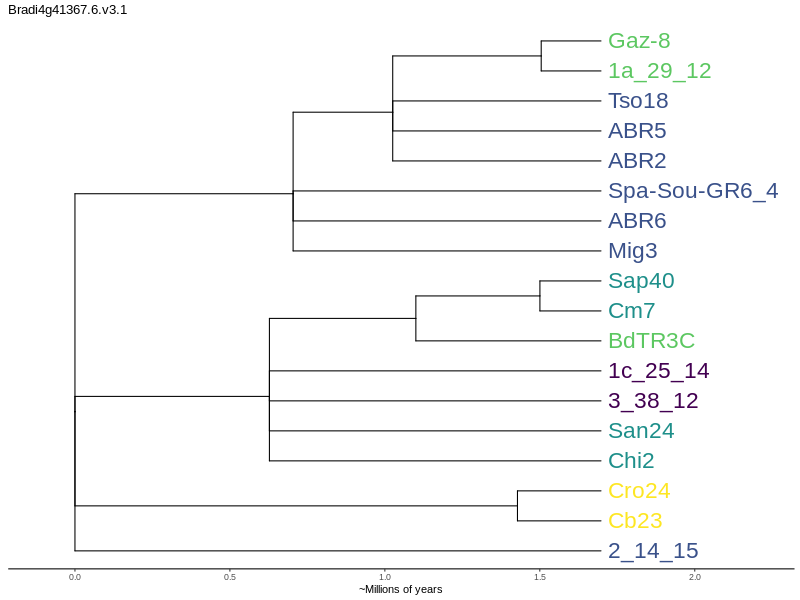 Bradi4g41367.6.v3.1
Gaz-8
1a_29_12
Tso18
ABR5
ABR2
Spa-Sou-GR6_4
ABR6
Mig3
Sap40
Cm7
BdTR3C
1c_25_14
3_38_12
San24
Chi2
Cro24
Cb23
2_14_15
0.0 0.5 1.0 1.5 2.0
~Millions of years